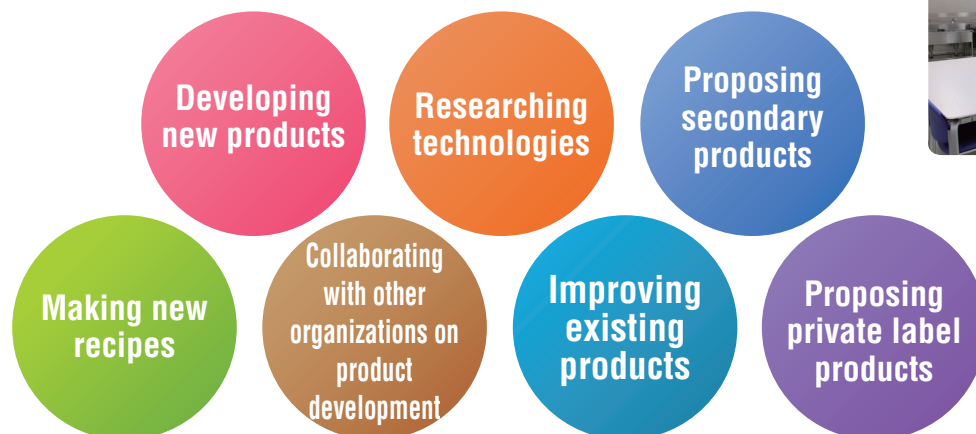 Developing
new products
Researching
technologies
Proposing
secondary
products
Making new
recipes
Collaborating
with other
organizations on
product
development
Improving
existing
products
Proposing
private label
products